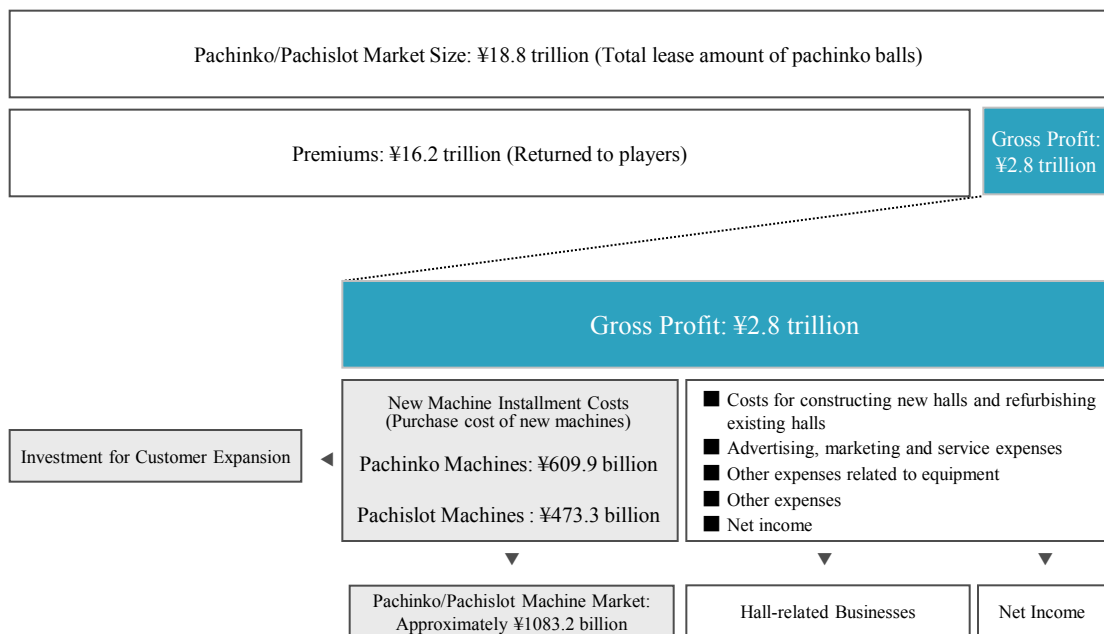 Pachinko/Pachislot Market Size: ¥18.8 trillion (Total lease amount of pachinko balls)
Premiums: ¥16.2 trillion (Returned to players)
Gross Profit:
¥2.8 trillion
Gross Profit: ¥2.8 trillion
New Machine Installment Costs
(Purchase cost of new machines)
Pachinko Machines: ¥609.9 billion
Pachislot Machines : ¥473.3 billion
Costs for constructing new halls and refurbishing
existing halls
Advertising, marketing and service expenses
Other expenses related to equipment
Other expenses
Net income
Investment for Customer Expansion
Pachinko/Pachislot Machine Market:
Approximately ¥1083.2 billion
Hall-related Businesses
Net Income